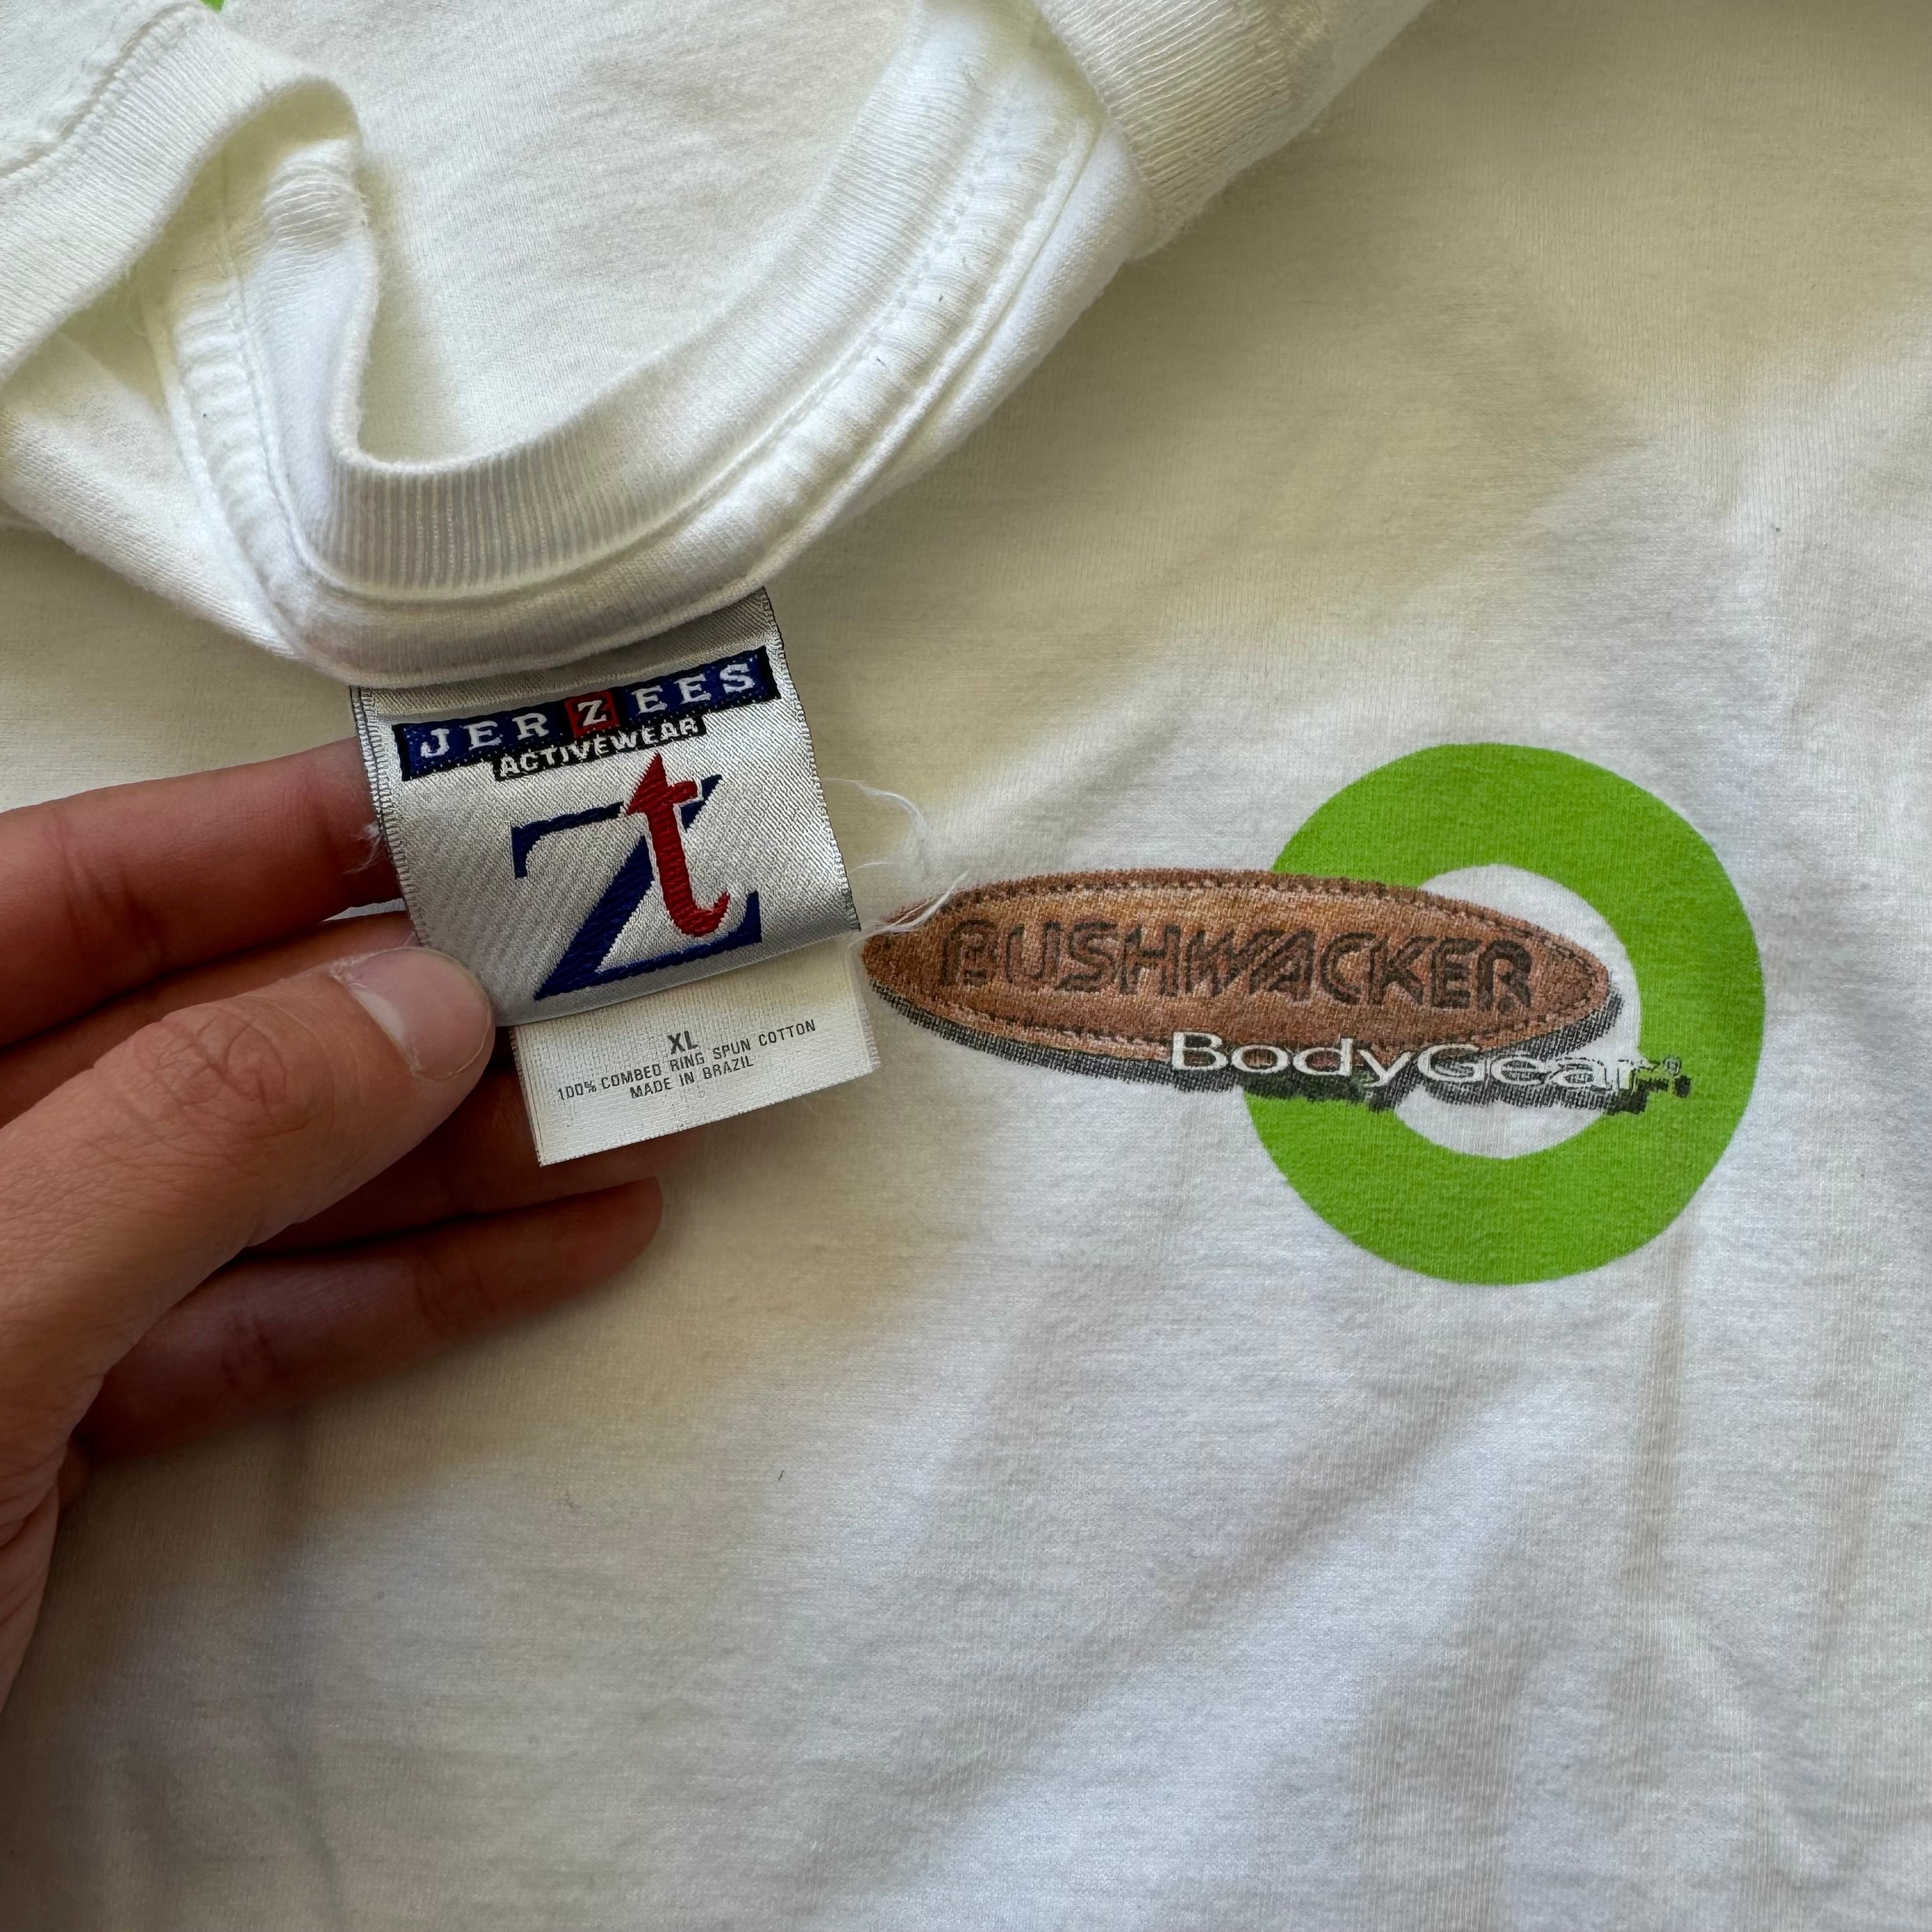 JERZEES
ACTIVEWEAR
Zt
XL
100% COMBED RING SPUN COTTON
MADE IN BRAZIL
BUSHWACKER
BodyGear